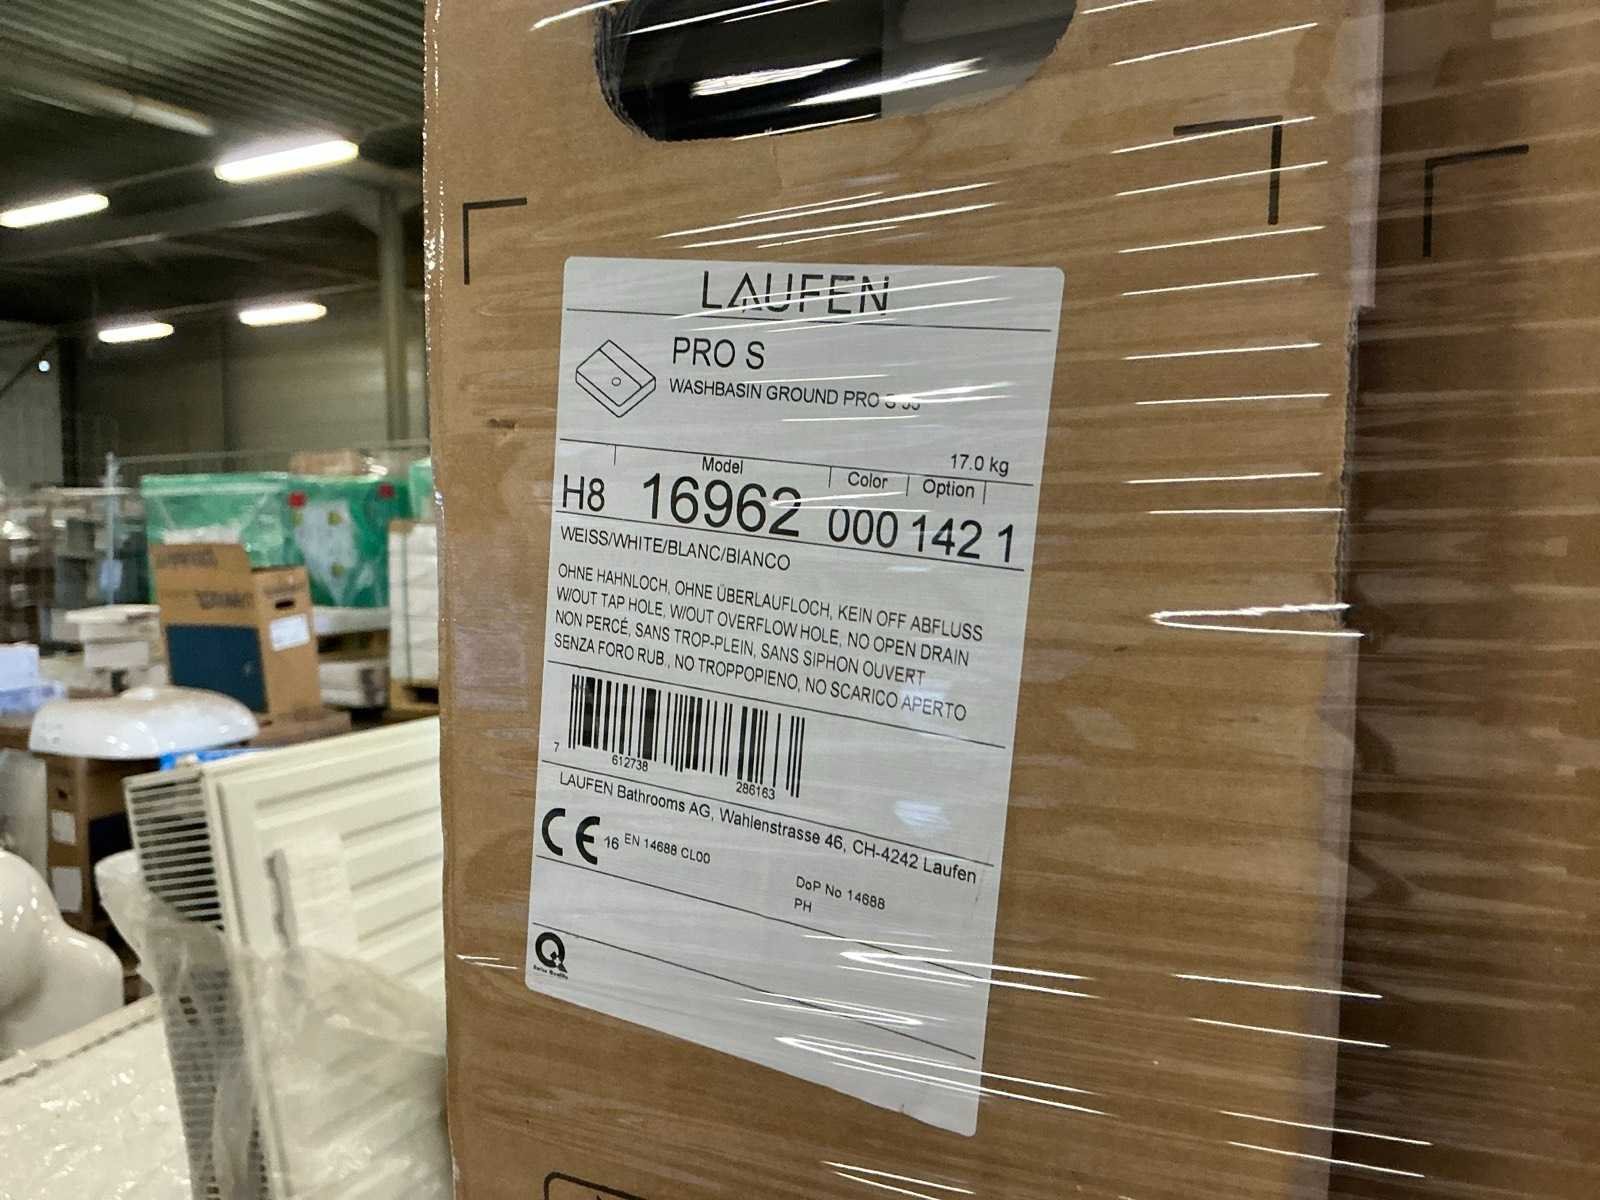 LAUFEN
PRO S
WASHBASIN GROUND PRO S
17.0 kg
Model Color Option
H8 16962 000 142 1
WEISS/WHITE/BLANC/BIANCO
OHNE HAHNLOCH, OHNE ÜBERLAUFLOCH, KEIN OFF ABFLUSS
W/OUT TAP HOLE, W/OUT OVERFLOW HOLE, NO OPEN DRAIN
NON PERCÉ, SANS TROP-PLEIN, SANS SIPHON OUVERT
SENZA FORO RUB., NO TROPPOPIENO, NO SCARICO APERTO
7 612738 286163
LAUFEN Bathrooms AG, Wahlenstrasse 46, CH-4242 Laufen
CE 16 EN 14688 CL00
DoP No 14688
PH
Q
Swiss Quality